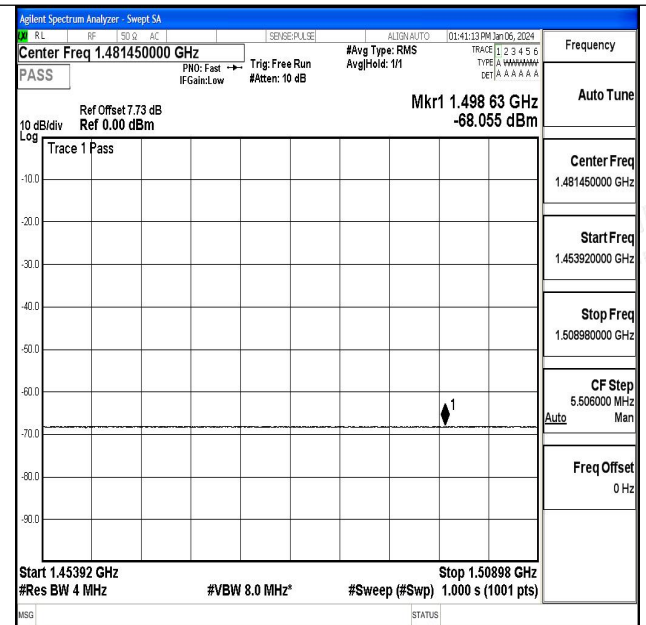 Agilent Spectrum Analyzer - Swept SA
RL RF 50 Ω AC SENSE:PULSE ALIGN AUTO 01:41:13 PM Jan 06, 2024
Center Freq 1.481450000 GHz #Avg Type: RMS TRACE 1 2 3 4 5 6
PNO: Fast Trig: Free Run Avg|Hold: 1/1 TYPE A WWWWW
PASS IFGain:Low #Atten: 10 dB DET A A A A A A
Mkr1 1.498 63 GHz
Ref Offset 7.73 dB
-68.055 dBm
10 dB/div Ref 0.00 dBm
Log
Trace 1 Pass
-10.0
-20.0
-30.0
-40.0
-50.0
-60.0
1
-70.0
-80.0
-90.0
Start 1.45392 GHz Stop 1.50898 GHz
#Res BW 4 MHz #VBW 8.0 MHz* #Sweep (#Swp) 1.000 s (1001 pts)
MSG STATUS
Frequency
Auto Tune
Center Freq
1.481450000 GHz
Start Freq
1.453920000 GHz
Stop Freq
1.508980000 GHz
CF Step
5.506000 MHz
Auto Man
Freq Offset
0 Hz